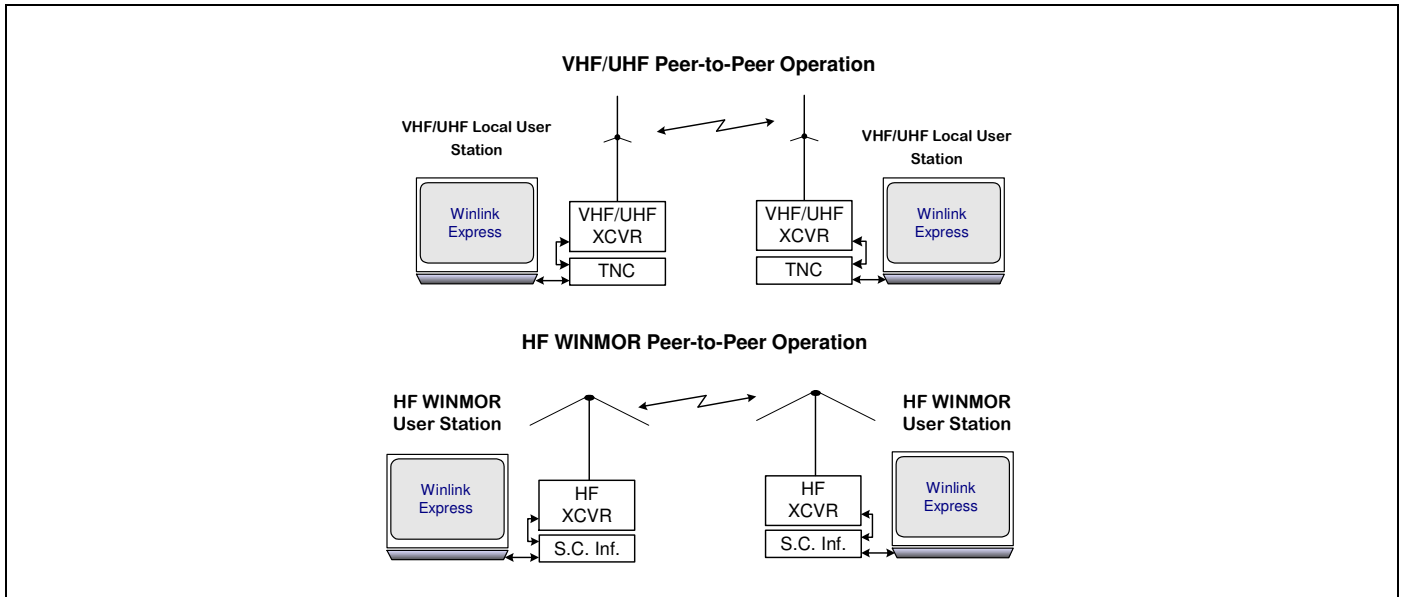 VHF/UHF Peer-to-Peer Operation
VHF/UHF Local User
Station
VHF/UHF Local User
Station
Winlink
Express
VHF/UHF
XCVR
TNC
VHF/UHF
XCVR
TNC
Winlink
Express
HF WINMOR Peer-to-Peer Operation
HF WINMOR
User Station
HF WINMOR
User Station
Winlink
Express
HF
XCVR
S.C. Inf.
HF
XCVR
S.C. Inf.
Winlink
Express